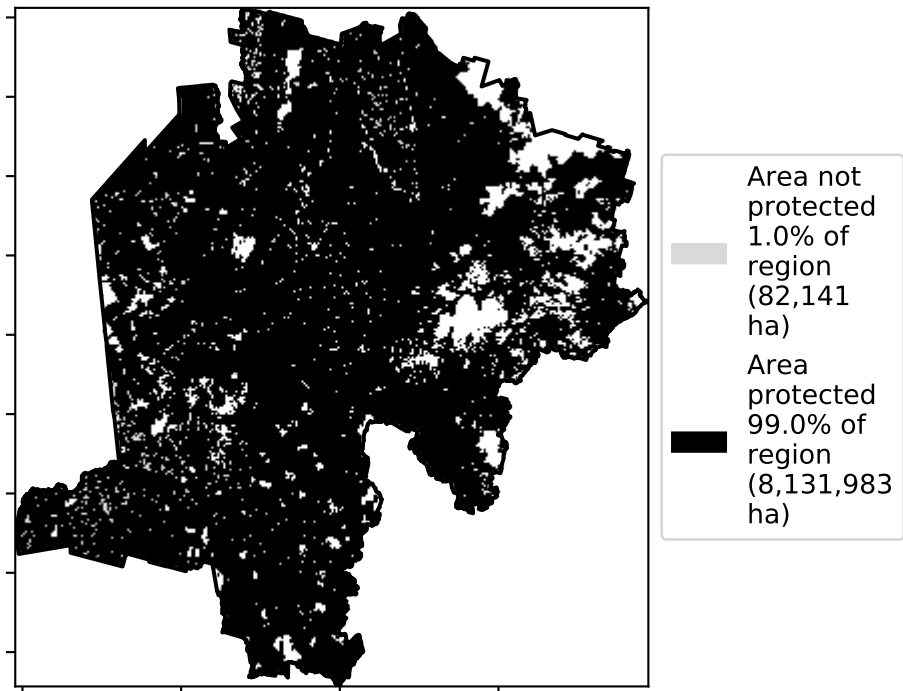 Area not
protected
1.0% of
region
(82,141
ha)
Area
protected
99.0% of
region
(8,131,983
ha)